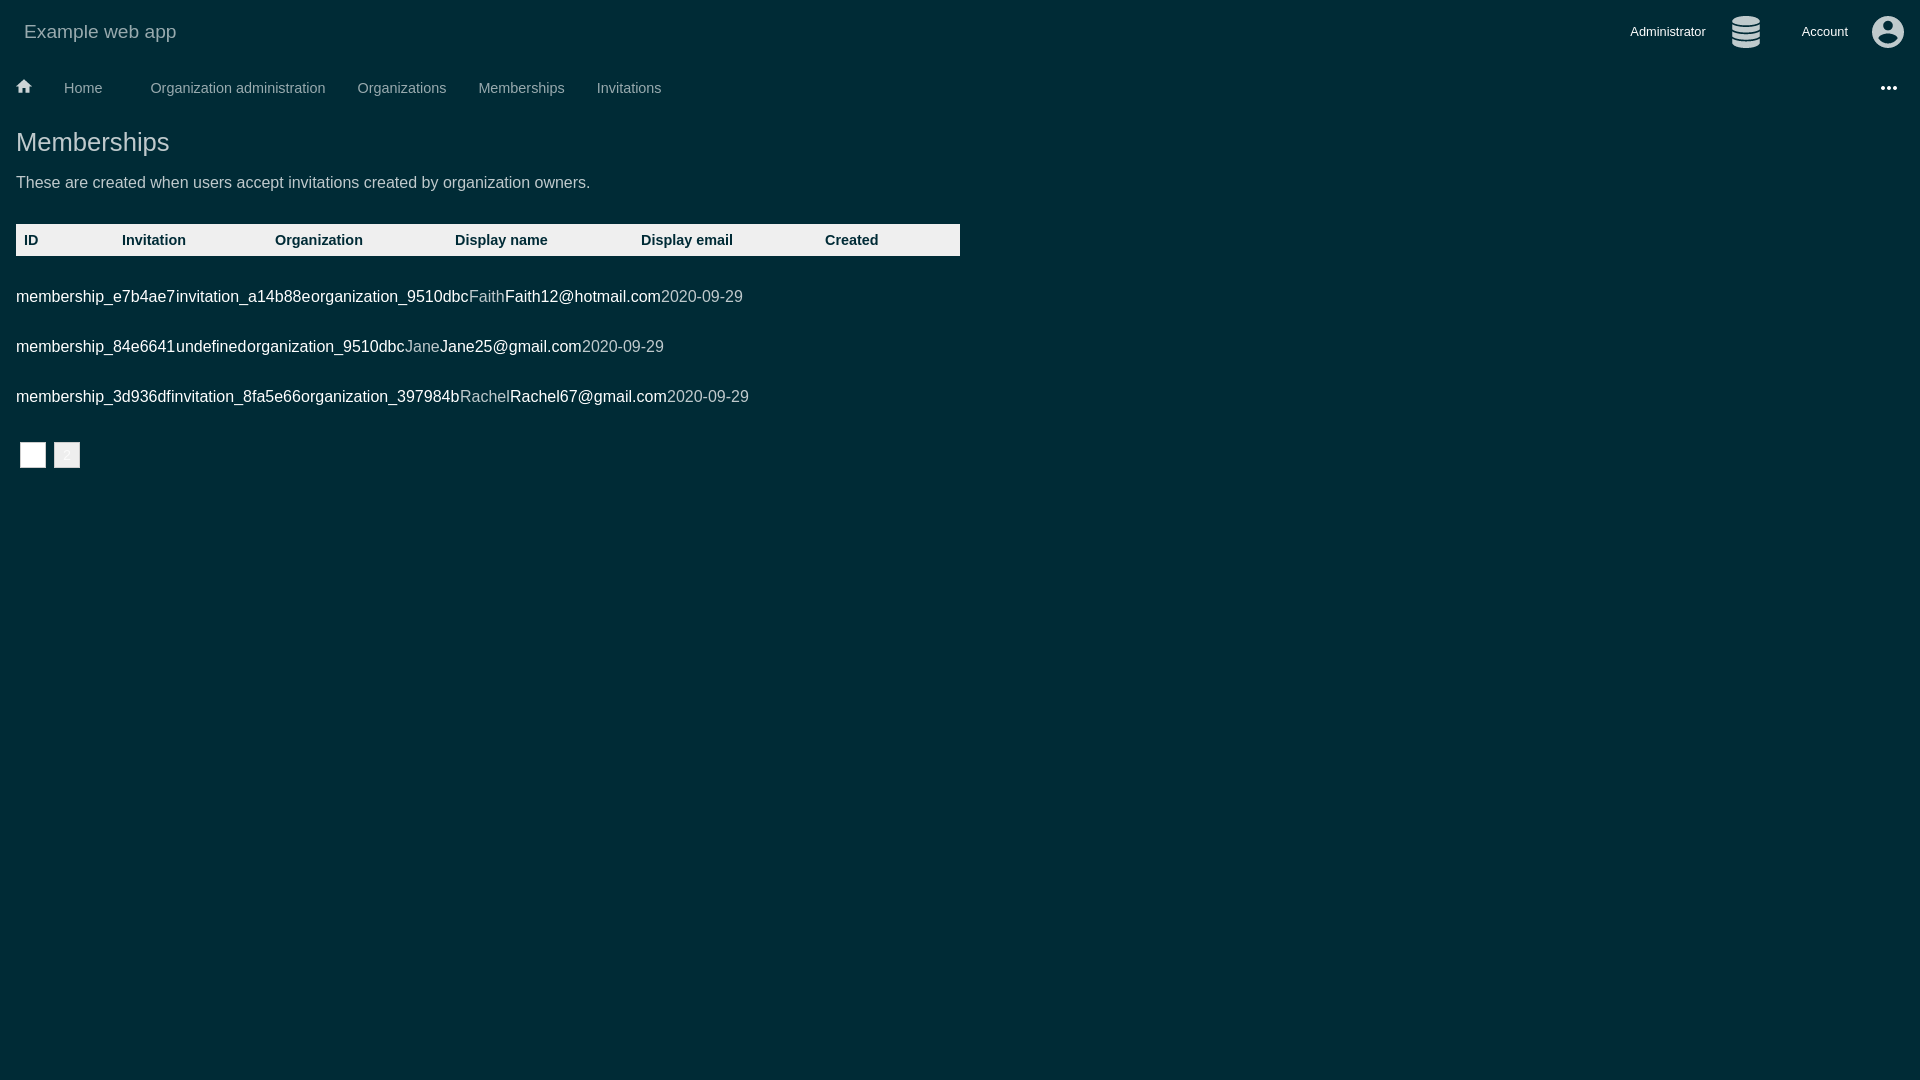 Example web app
Administrator
Account
Home
Organization administration
Organizations
Memberships
Invitations
Memberships
These are created when users accept invitations created by organization owners.
ID Invitation Organization Display name Display email Created
membership_e7b4ae7invitation_a14b88eorganization_9510dbcFaithFaith12@hotmail.com2020-09-29
membership_84e6641undefinedorganization_9510dbcJaneJane25@gmail.com2020-09-29
membership_3d936dfinvitation_8fa5e66organization_397984bRachelRachel67@gmail.com2020-09-29
2